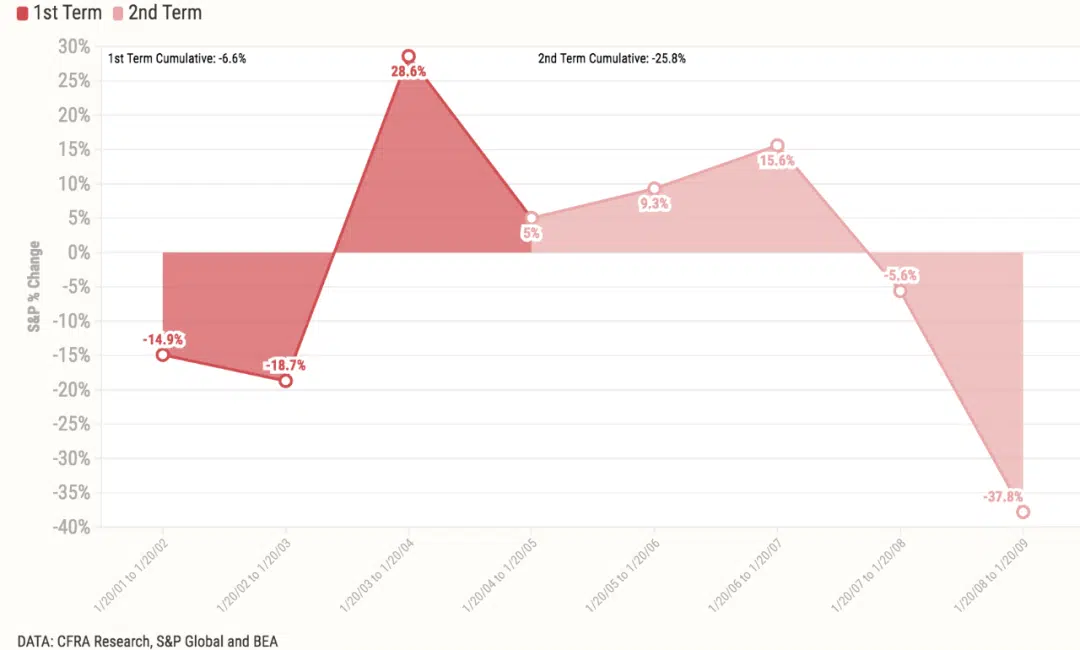 1st Term 2nd Term
1st Term Cumulative: -6.6%
2nd Term Cumulative: -25.8%
30%
25%
20%
15%
10%
5%
0%
-5%
-10%
-15%
-20%
-25%
-30%
-35%
-40%
S&P % Change
-14.9%
-18.7%
28.6%
5%
9.3%
15.6%
-5.6%
-37.8%
1/20/01 to 1/20/02
1/20/02 to 1/20/03
1/20/03 to 1/20/04
1/20/04 to 1/20/05
1/20/05 to 1/20/06
1/20/06 to 1/20/07
1/20/07 to 1/20/08
1/20/08 to 1/20/09
DATA: CFRA Research, S&P Global and BEA